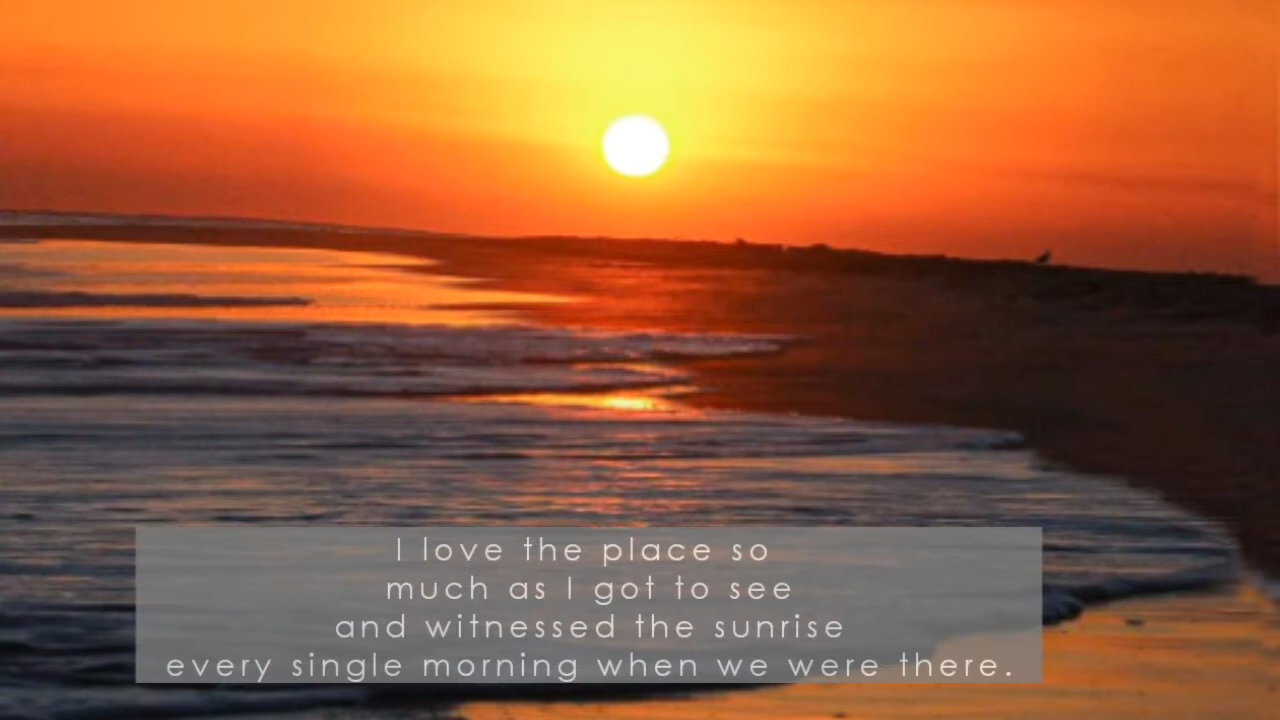 I love the place so
much as I got to see
and witnessed the sunrise
every single morning when we were there.